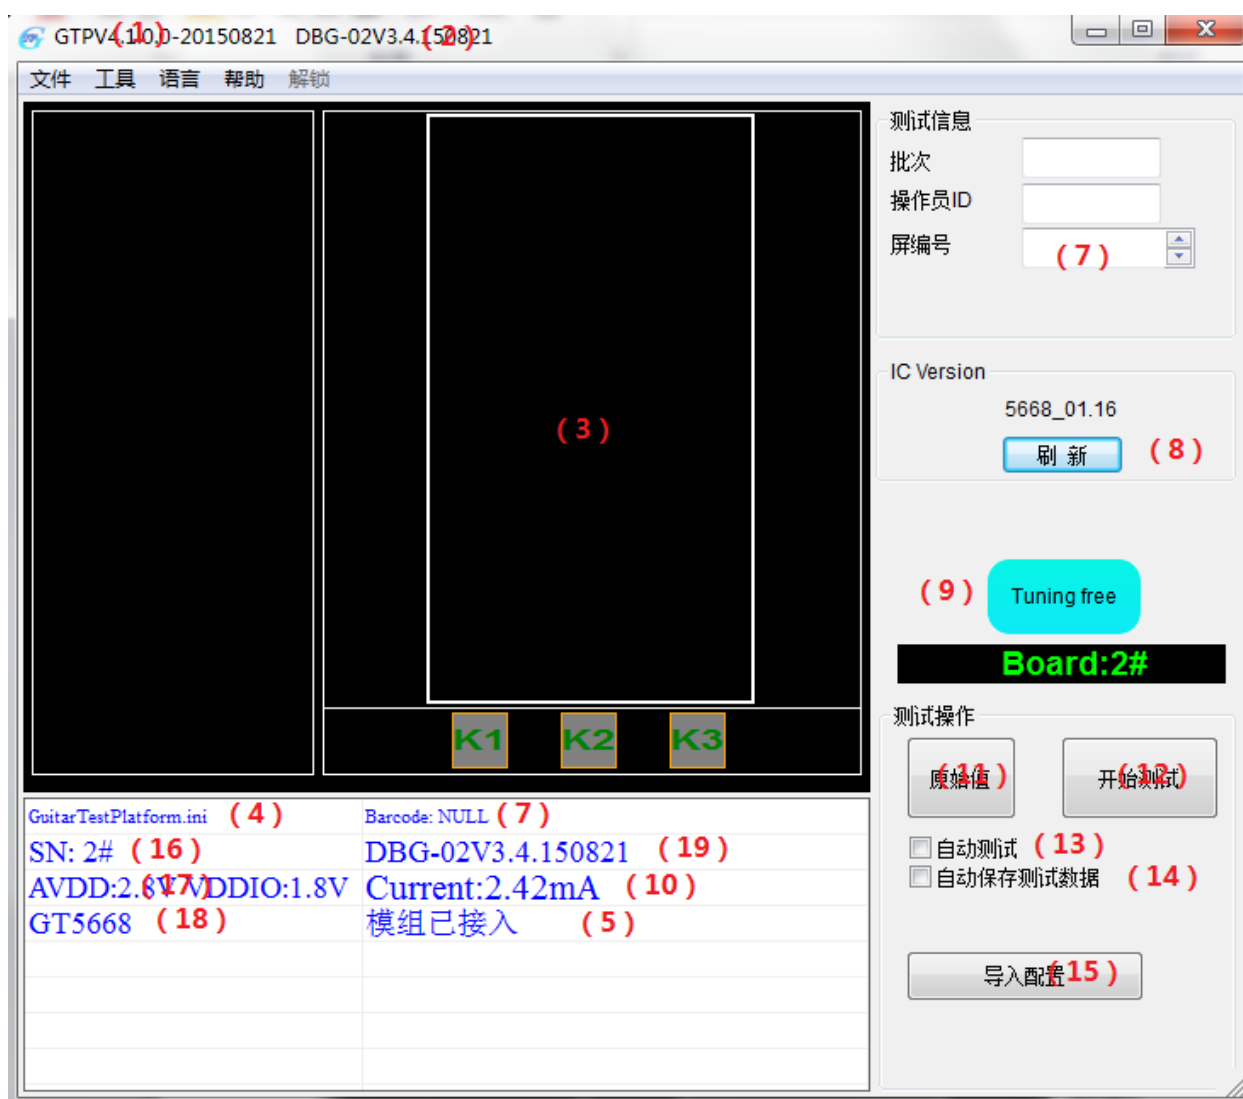 GTPV4.1.0.0-20150821 DBG-02V3.4.150821
(1) (2)
文件 工具 语言 帮助 解锁
测试信息
批次
操作员ID
屏编号 (7)
(3)
IC Version
5668_01.16
刷 新 (8)
(9) Tuning free
Board:2#
K1 K2 K3
测试操作
原始值 (11) 开始测试 (12)
自动测试 (13)
自动保存测试数据 (14)
导入配置 (15)
GuitarTestPlatform.ini (4) Barcode: NULL (7)
SN: 2# (16) DBG-02V3.4.150821 (19)
AVDD:2.8V VDDIO:1.8V (17) Current:2.42mA (10)
GT5668 (18) 模组已接入 (5)